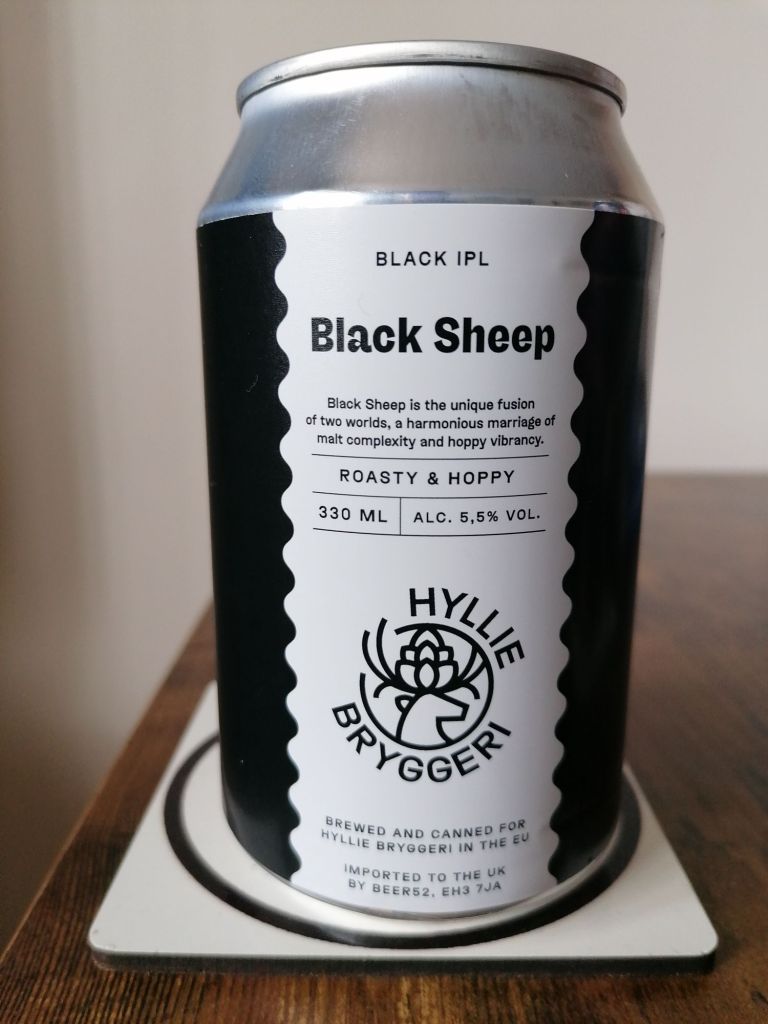 BLACK IPL
Black Sheep
Black Sheep is the unique fusion
of two worlds, a harmonious marriage of
malt complexity and hoppy vibrancy.
ROASTY & HOPPY
330 ML ALC. 5,5% VOL.
HYLLIE
BRYGGERI
BREWED AND CANNED FOR
HYLLIE BRYGGERI IN THE EU
IMPORTED TO THE UK
BY BEER52, EH3 7JA